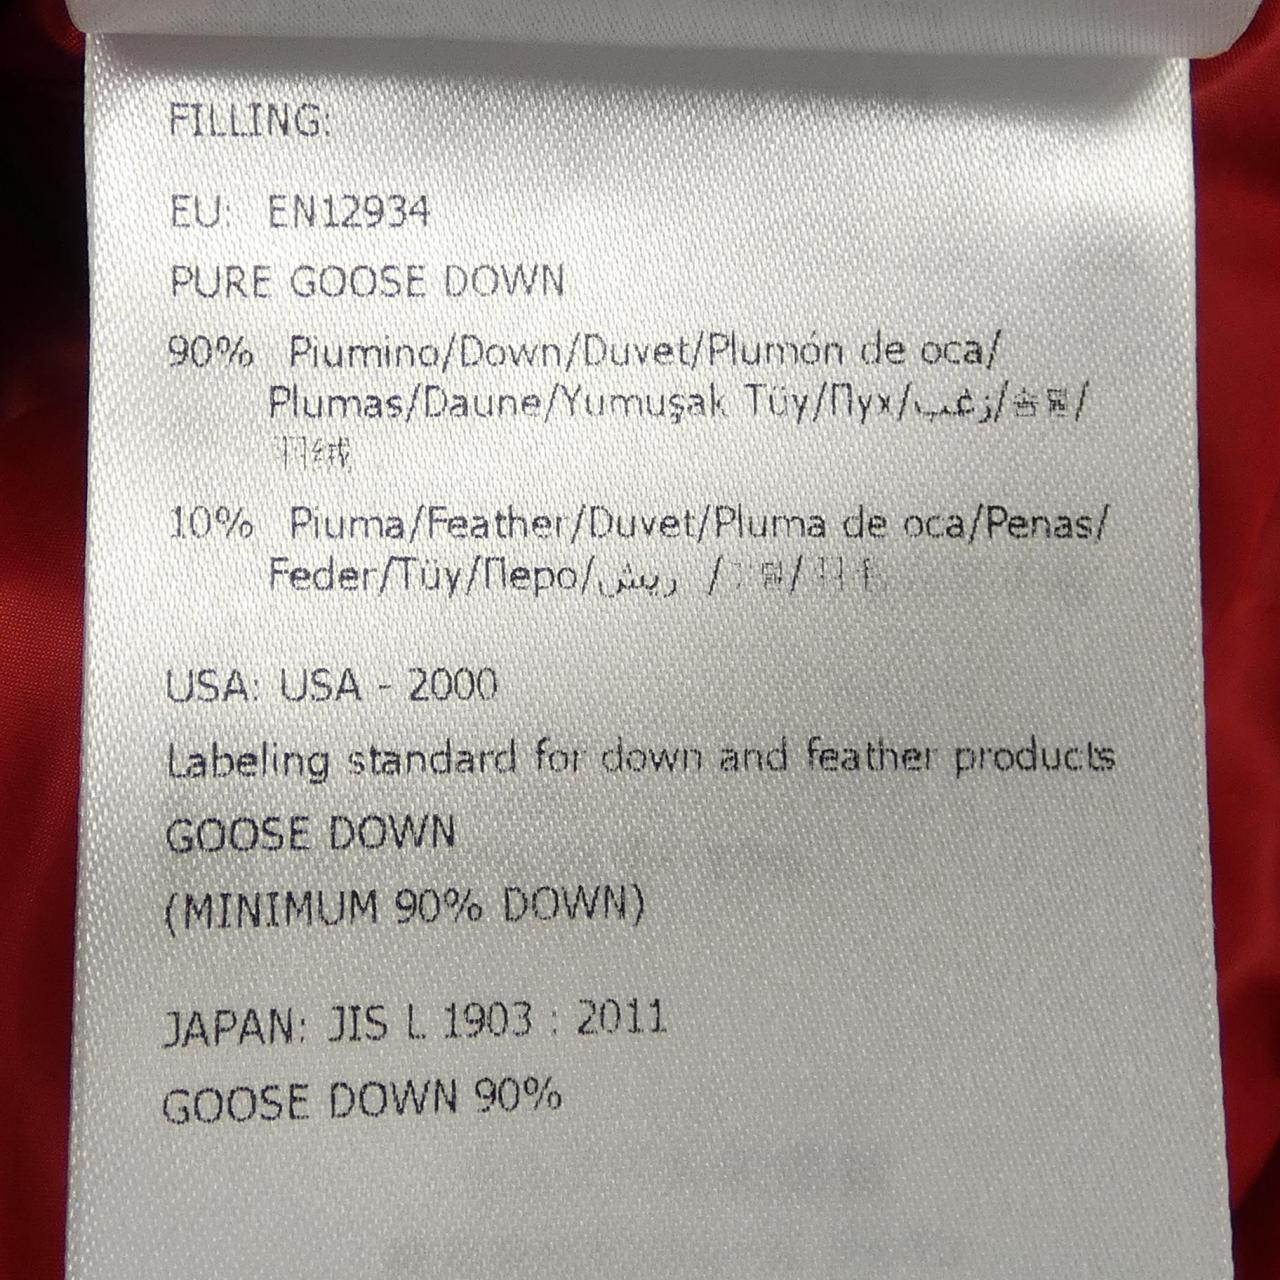 FILLING:
EU: EN12934
PURE GOOSE DOWN
90% Piumino/Down/Duvet/Plumón de oca/
Plumas/Daune/Yumuşak Tüy/Пух/زغب/
羽绒
10% Piuma/Feather/Duvet/Pluma de oca/Penas/
Feder/Tüy/Перо/ريش /
USA: USA - 2000
Labeling standard for down and feather products
GOOSE DOWN
(MINIMUM 90% DOWN)
JAPAN: JIS L 1903 : 2011
GOOSE DOWN 90%